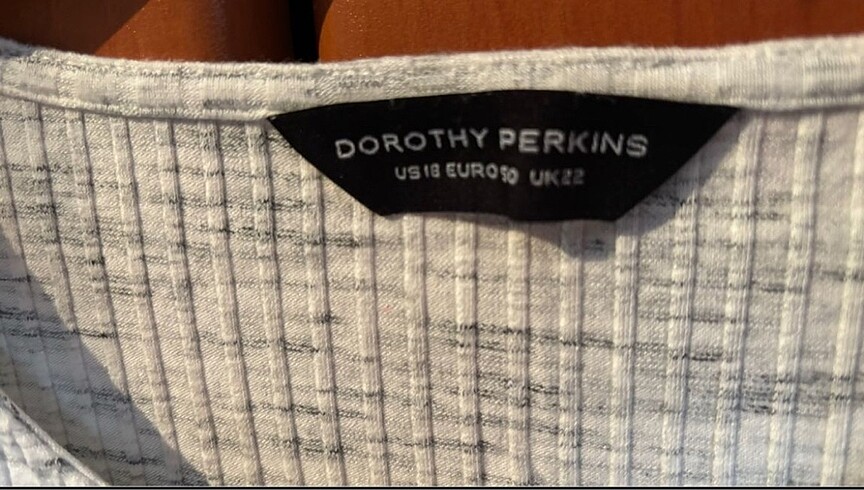 DOROTHY PERKINS
US18 EURO50 UK22